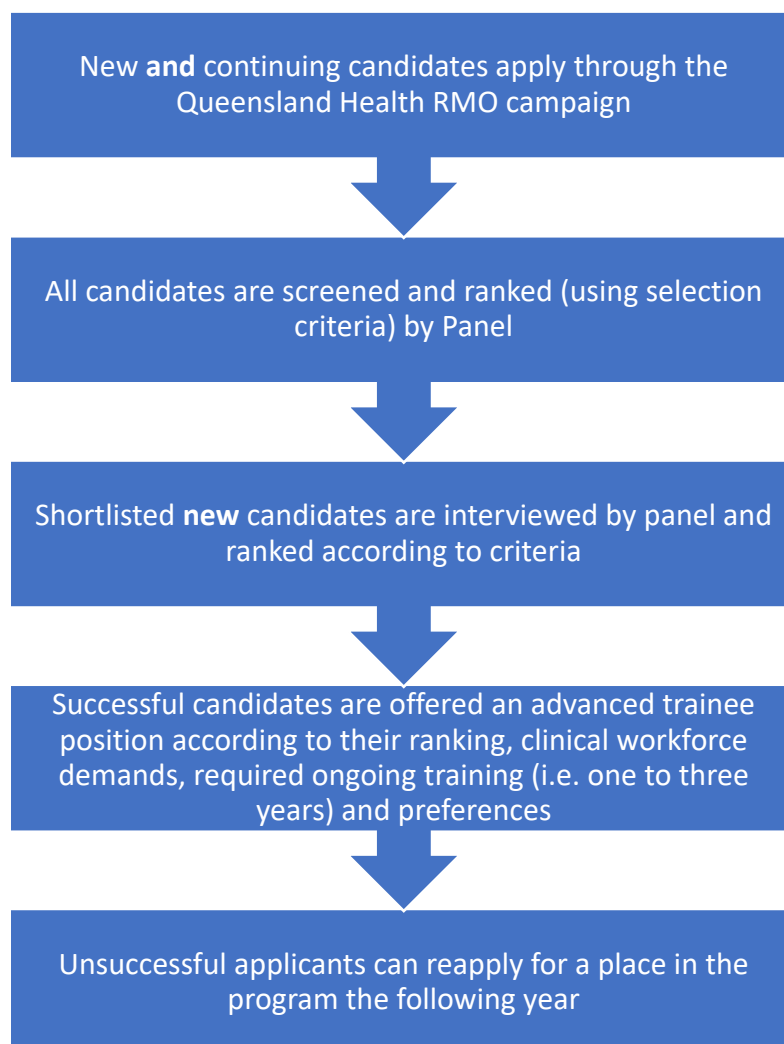 New and continuing candidates apply through the
Queensland Health RMO campaign
All candidates are screened and ranked (using selection
criteria) by Panel
Shortlisted new candidates are interviewed by panel and
ranked according to criteria
Successful candidates are offered an advanced trainee
position according to their ranking, clinical workforce
demands, required ongoing training (i.e. one to three
years) and preferences
Unsuccessful applicants can reapply for a place in the
program the following year